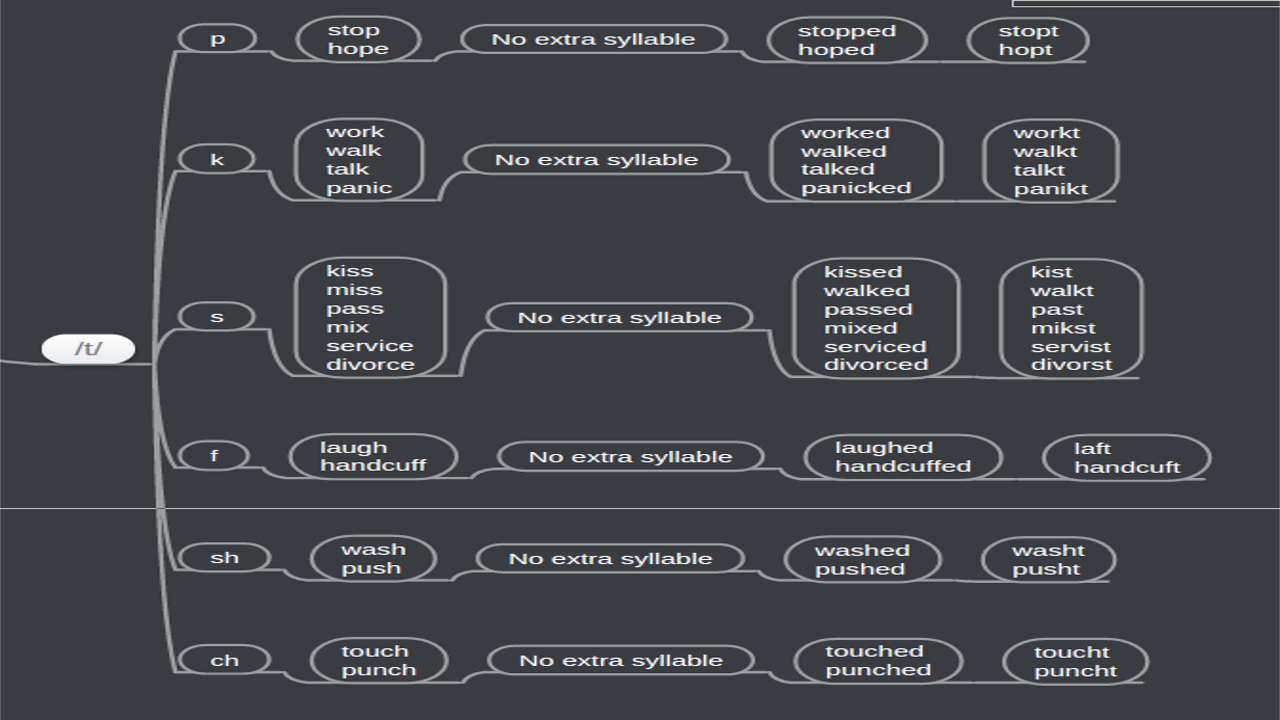 /t/
p
stop
hope
No extra syllable
stopped
hoped
stopt
hopt
k
work
walk
talk
panic
No extra syllable
worked
walked
talked
panicked
workt
walkt
talkt
panikt
s
kiss
miss
pass
mix
service
divorce
No extra syllable
kissed
walked
passed
mixed
serviced
divorced
kist
walkt
past
mikst
servist
divorst
f
laugh
handcuff
No extra syllable
laughed
handcuffed
laft
handcuft
sh
wash
push
No extra syllable
washed
pushed
washt
pusht
ch
touch
punch
No extra syllable
touched
punched
toucht
puncht